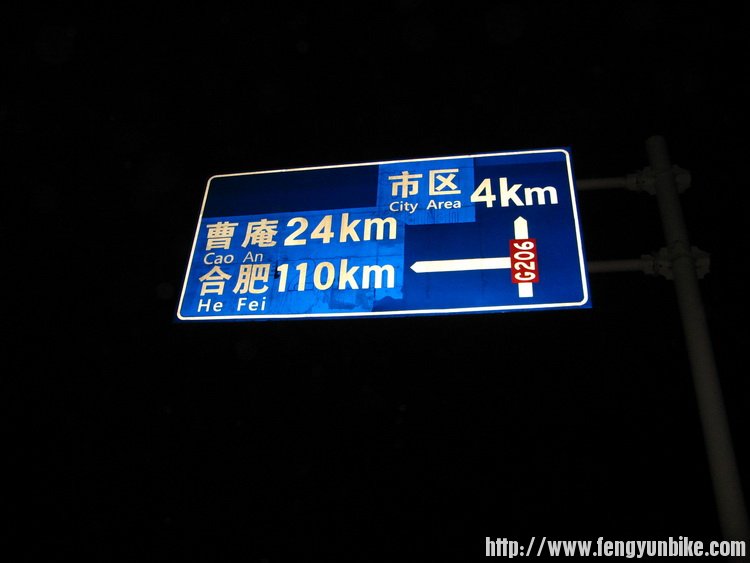 市区 4km
City Area
曹庵 24km
Cao An
合肥 110km
He Fei
G206
http://www.fengyunbike.com